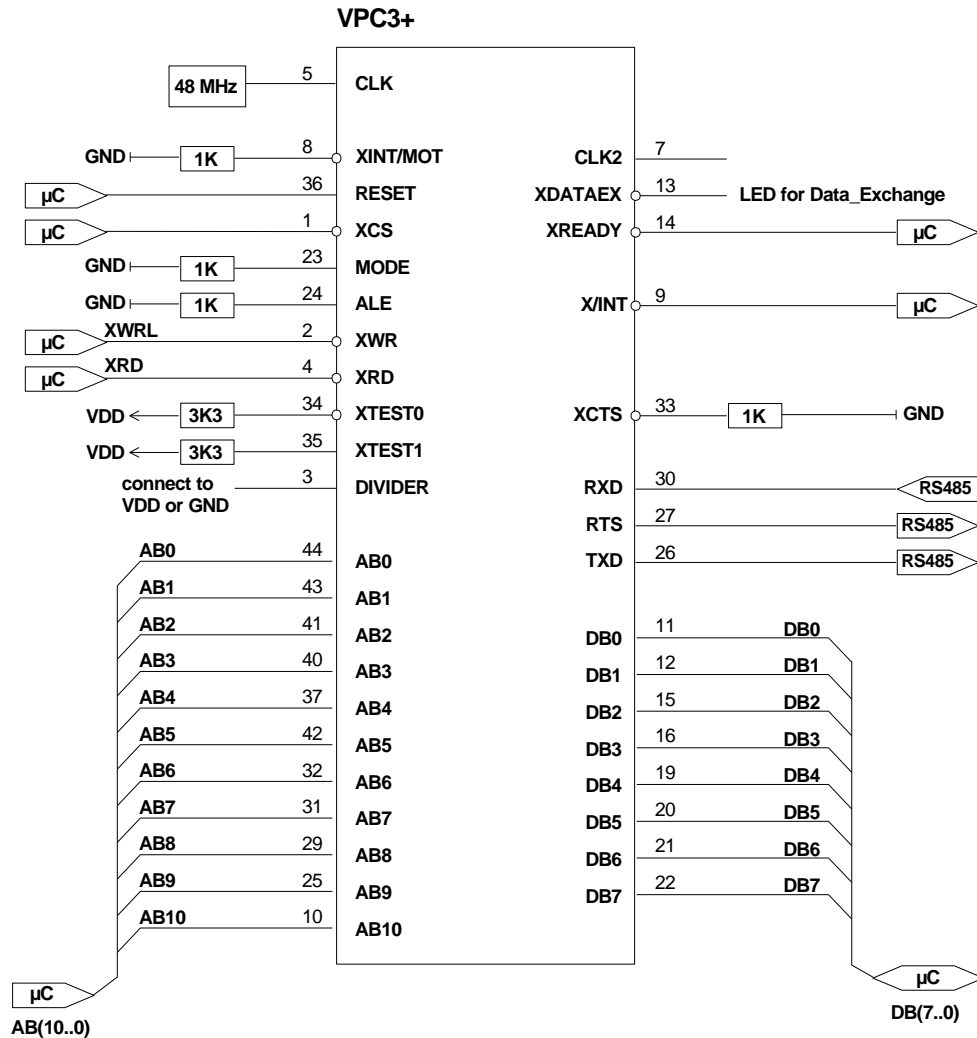 VPC3+
48 MHz 5 CLK
GND 1K 8 XINT/MOT CLK2 7
µC 36 RESET XDATAEX 13 LED for Data_Exchange
µC 1 XCS XREADY 14 µC
GND 1K 23 MODE
GND 1K 24 ALE X/INT 9 µC
µC XWRL 2 XWR
µC XRD 4 XRD
VDD 3K3 34 XTEST0 XCTS 33 1K GND
VDD 3K3 35 XTEST1
connect to
VDD or GND 3 DIVIDER RXD 30 RS485
RTS 27 RS485
AB0 44 AB0 TXD 26 RS485
AB1 43 AB1
AB2 41 AB2 DB0 11 DB0
AB3 40 AB3 DB1 12 DB1
AB4 37 AB4 DB2 15 DB2
AB5 42 AB5 DB3 16 DB3
AB6 32 AB6 DB4 19 DB4
AB7 31 AB7 DB5 20 DB5
AB8 29 AB8 DB6 21 DB6
AB9 25 AB9 DB7 22 DB7
AB10 10 AB10
µC µC
AB(10..0) DB(7..0)